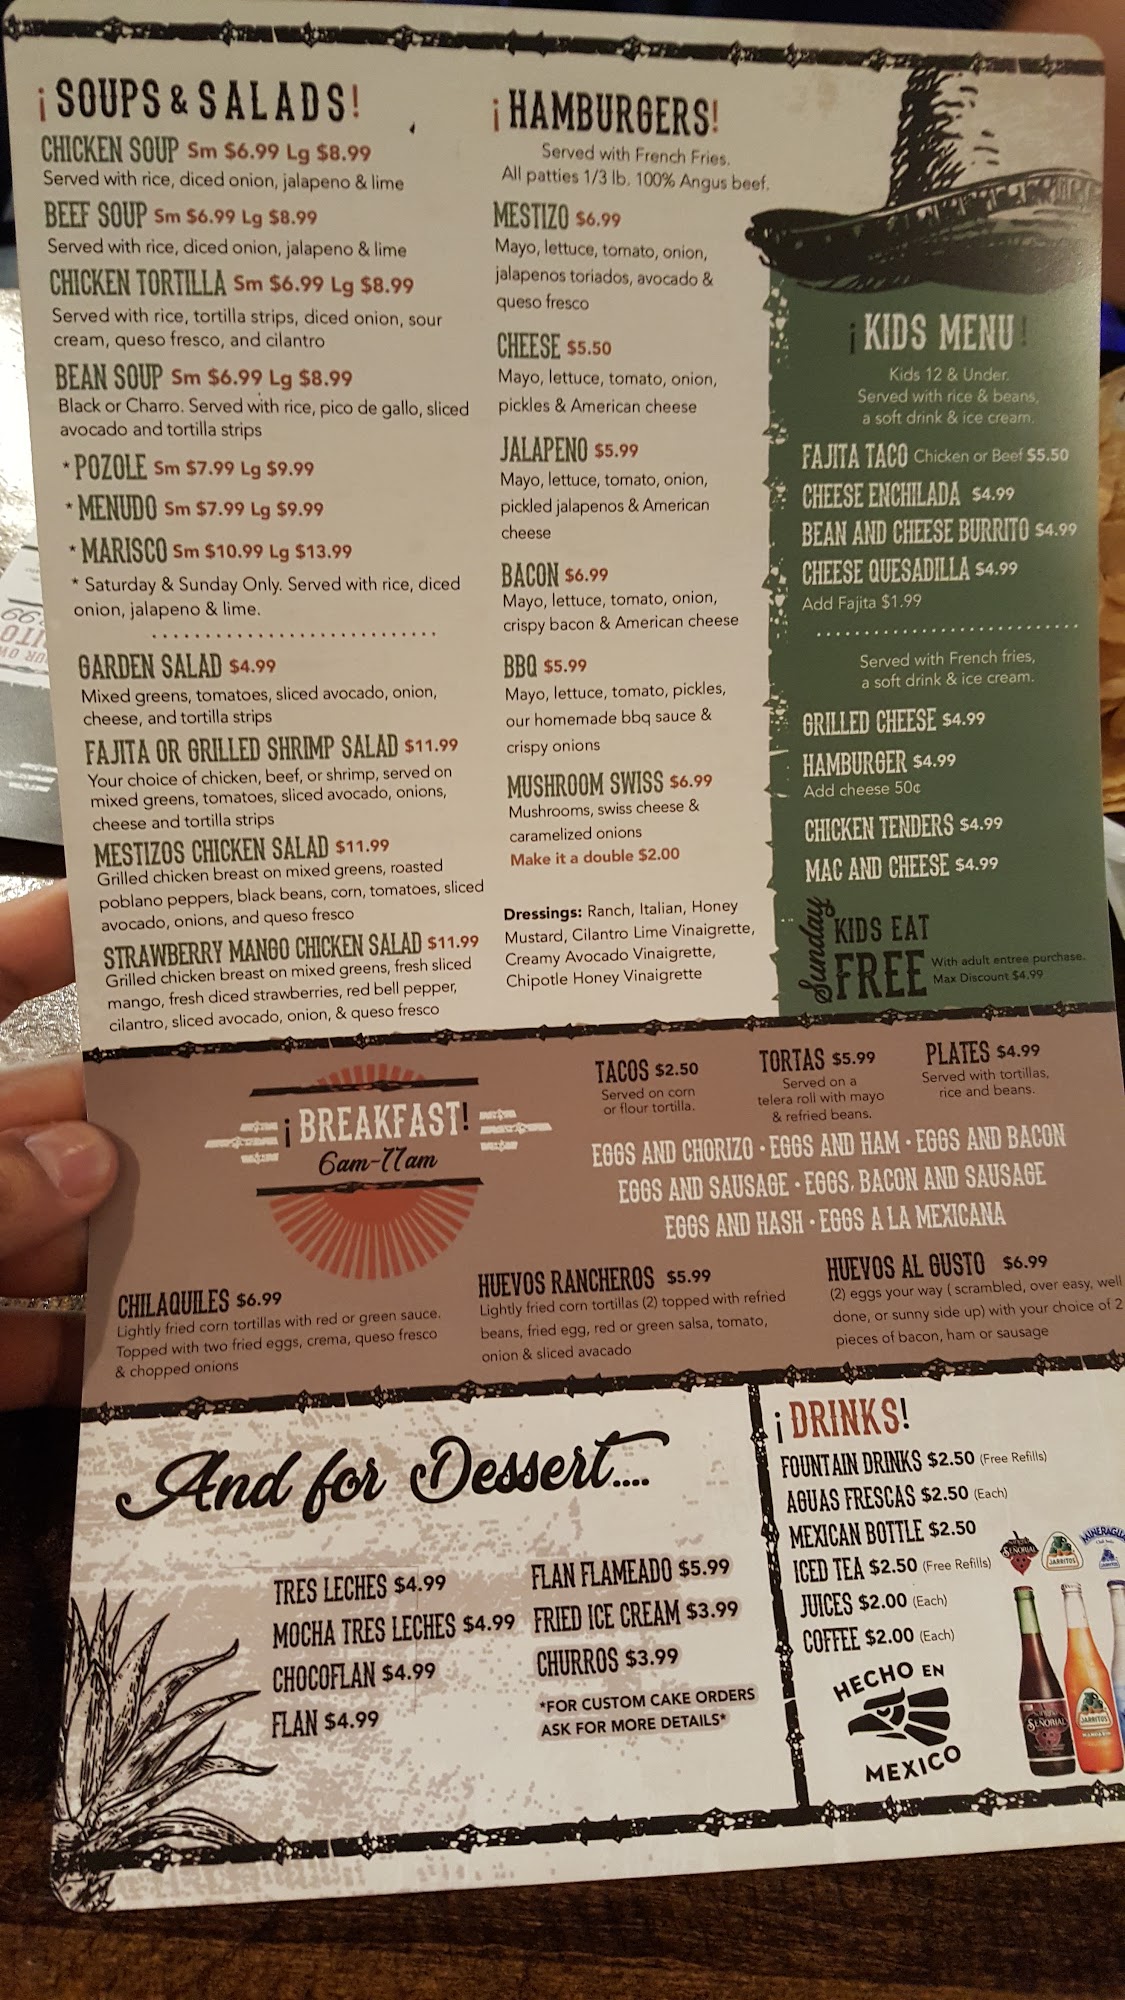 ¡SOUPS & SALADS!
CHICKEN SOUP Sm $6.99 Lg $8.99
Served with rice, diced onion, jalapeno & lime
BEEF SOUP Sm $6.99 Lg $8.99
Served with rice, diced onion, jalapeno & lime
CHICKEN TORTILLA Sm $6.99 Lg $8.99
Served with rice, tortilla strips, diced onion, sour
cream, queso fresco, and cilantro
BEAN SOUP Sm $6.99 Lg $8.99
Black or Charro. Served with rice, pico de gallo, sliced
avocado and tortilla strips
* POZOLE Sm $7.99 Lg $9.99
* MENUDO Sm $7.99 Lg $9.99
* MARISCO Sm $10.99 Lg $13.99
* Saturday & Sunday Only. Served with rice, diced
onion, jalapeno & lime.
GARDEN SALAD $4.99
Mixed greens, tomatoes, sliced avocado, onion,
cheese, and tortilla strips
FAJITA OR GRILLED SHRIMP SALAD $11.99
Your choice of chicken, beef, or shrimp, served on
mixed greens, tomatoes, sliced avocado, onions,
cheese and tortilla strips
MESTIZOS CHICKEN SALAD $11.99
Grilled chicken breast on mixed greens, roasted
poblano peppers, black beans, corn, tomatoes, sliced
avocado, onions, and queso fresco
STRAWBERRY MANGO CHICKEN SALAD $11.99
Grilled chicken breast on mixed greens, fresh sliced
mango, fresh diced strawberries, red bell pepper,
cilantro, sliced avocado, onion, & queso fresco
¡HAMBURGERS!
Served with French Fries.
All patties 1/3 lb. 100% Angus beef.
MESTIZO $6.99
Mayo, lettuce, tomato, onion,
jalapenos toriados, avocado &
queso fresco
CHEESE $5.50
Mayo, lettuce, tomato, onion,
pickles & American cheese
JALAPENO $5.99
Mayo, lettuce, tomato, onion,
pickled jalapenos & American
cheese
BACON $6.99
Mayo, lettuce, tomato, onion,
crispy bacon & American cheese
BBQ $5.99
Mayo, lettuce, tomato, pickles,
our homemade bbq sauce &
crispy onions
MUSHROOM SWISS $6.99
Mushrooms, swiss cheese &
caramelized onions
Make it a double $2.00
Dressings: Ranch, Italian, Honey
Mustard, Cilantro Lime Vinaigrette,
Creamy Avocado Vinaigrette,
Chipotle Honey Vinaigrette
¡KIDS MENU!
Kids 12 & Under.
Served with rice & beans,
a soft drink & ice cream.
FAJITA TACO Chicken or Beef $5.50
CHEESE ENCHILADA $4.99
BEAN AND CHEESE BURRITO $4.99
CHEESE QUESADILLA $4.99
Add Fajita $1.99
Served with French fries,
a soft drink & ice cream.
GRILLED CHEESE $4.99
HAMBURGER $4.99
Add cheese 50¢
CHICKEN TENDERS $4.99
MAC AND CHEESE $4.99
Sunday
KIDS EAT
FREE
With adult entree purchase.
Max Discount $4.99
¡BREAKFAST!
6am-11am
TACOS $2.50
Served on corn
or flour tortilla.
TORTAS $5.99
Served on a
telera roll with mayo
& refried beans.
PLATES $4.99
Served with tortillas,
rice and beans.
EGGS AND CHORIZO · EGGS AND HAM · EGGS AND BACON
EGGS AND SAUSAGE · EGGS, BACON AND SAUSAGE
EGGS AND HASH · EGGS A LA MEXICANA
CHILAQUILES $6.99
Lightly fried corn tortillas with red or green sauce.
Topped with two fried eggs, crema, queso fresco
& chopped onions
HUEVOS RANCHEROS $5.99
Lightly fried corn tortillas (2) topped with refried
beans, fried egg, red or green salsa, tomato,
onion & sliced avacado
HUEVOS AL GUSTO $6.99
(2) eggs your way ( scrambled, over easy, well
done, or sunny side up) with your choice of 2
pieces of bacon, ham or sausage
And for Dessert....
TRES LECHES $4.99
MOCHA TRES LECHES $4.99
CHOCOFLAN $4.99
FLAN $4.99
FLAN FLAMEADO $5.99
FRIED ICE CREAM $3.99
CHURROS $3.99
*FOR CUSTOM CAKE ORDERS
ASK FOR MORE DETAILS*
¡DRINKS!
FOUNTAIN DRINKS $2.50 (Free Refills)
AGUAS FRESCAS $2.50 (Each)
MEXICAN BOTTLE $2.50
ICED TEA $2.50 (Free Refills)
JUICES $2.00 (Each)
COFFEE $2.00 (Each)
HECHO EN
MEXICO
SEÑORIAL
JARRITOS
SEÑORIAL
JARRITOS